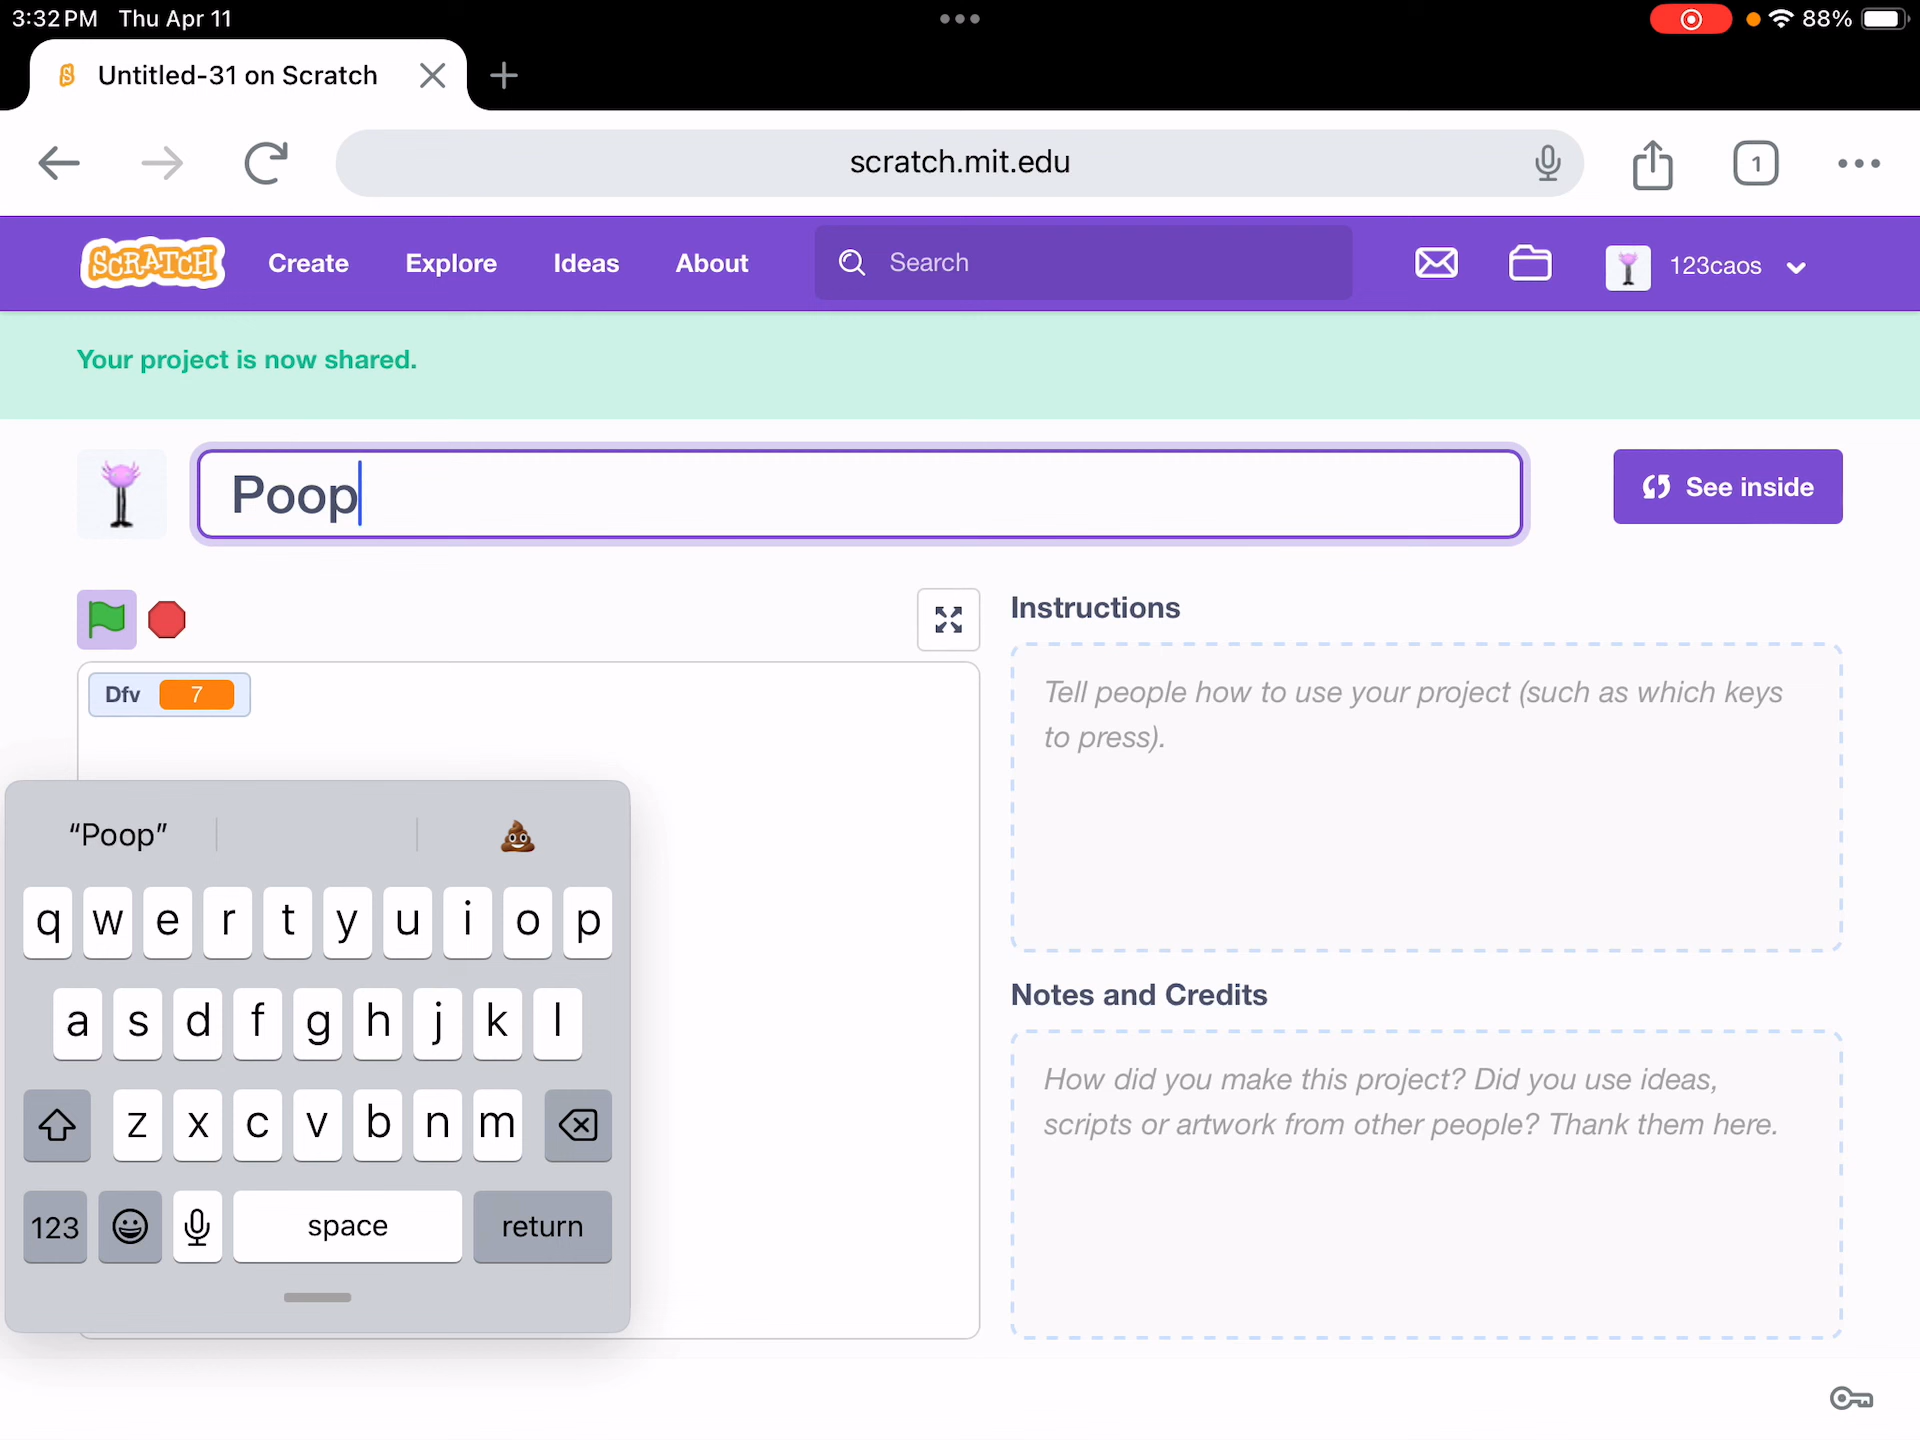 3:32 PM Thu Apr 11
88%
Untitled-31 on Scratch
scratch.mit.edu
1
SCRATCH
Create
Explore
Ideas
About
Search
123caos
Your project is now shared.
Poop
See inside
Instructions
Dfv 7
Tell people how to use your project (such as which keys
to press).
“Poop” 💩
q w e r t y u i o p
a s d f g h j k l
z x c v b n m
123 space return
Notes and Credits
How did you make this project? Did you use ideas,
scripts or artwork from other people? Thank them here.